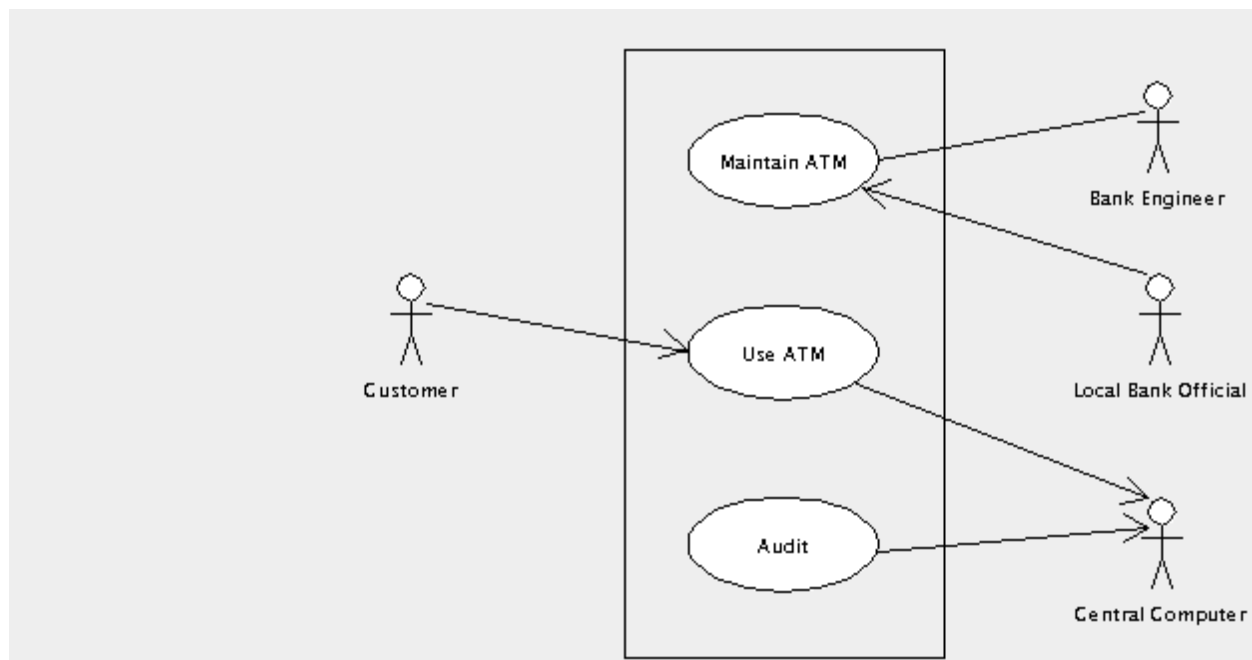 Maintain ATM
Bank Engineer
Use ATM
Customer
Local Bank Official
Audit
Central Computer